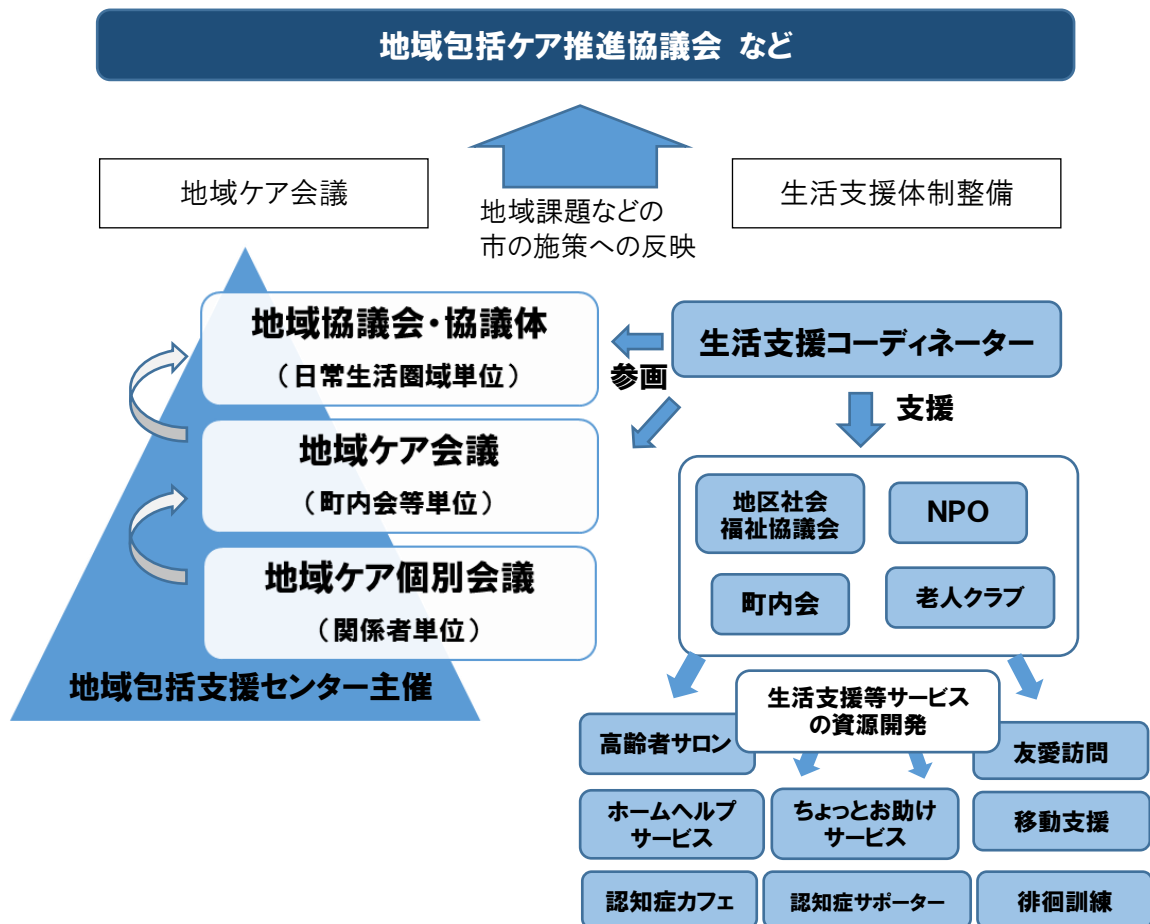 地域包括ケア推進協議会 など
地域ケア会議
地域課題などの
市の施策への反映
生活支援体制整備
地域協議会・協議体
（日常生活圏域単位）
地域ケア会議
（町内会等単位）
地域ケア個別会議
（関係者単位）
地域包括支援センター主催
参画
生活支援コーディネーター
支援
地区社会
福祉協議会
NPO
町内会
老人クラブ
生活支援等サービス
の資源開発
高齢者サロン
友愛訪問
ホームヘルプ
サービス
ちょっとお助け
サービス
移動支援
認知症カフェ
認知症サポーター
徘徊訓練